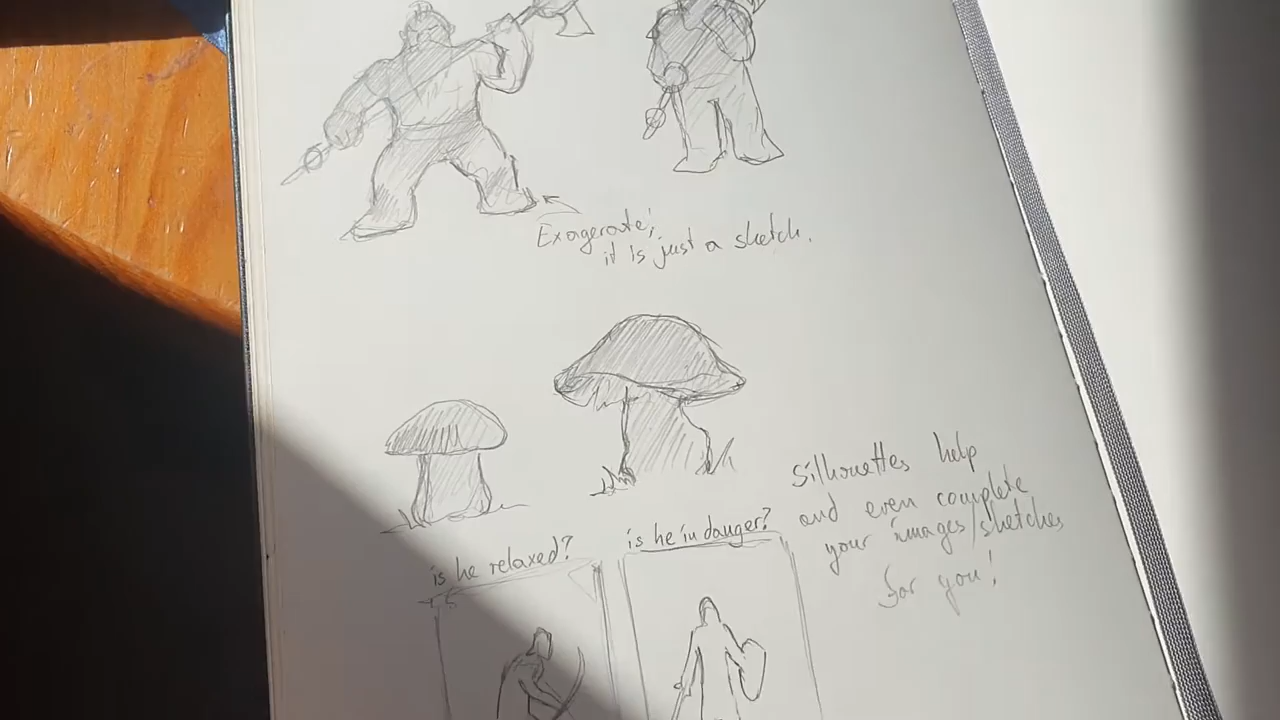 Exagerate;
it is just a sketch.
Silhouettes help
and even complete
your images/sketches
for you!
is he relaxed?
is he in danger?